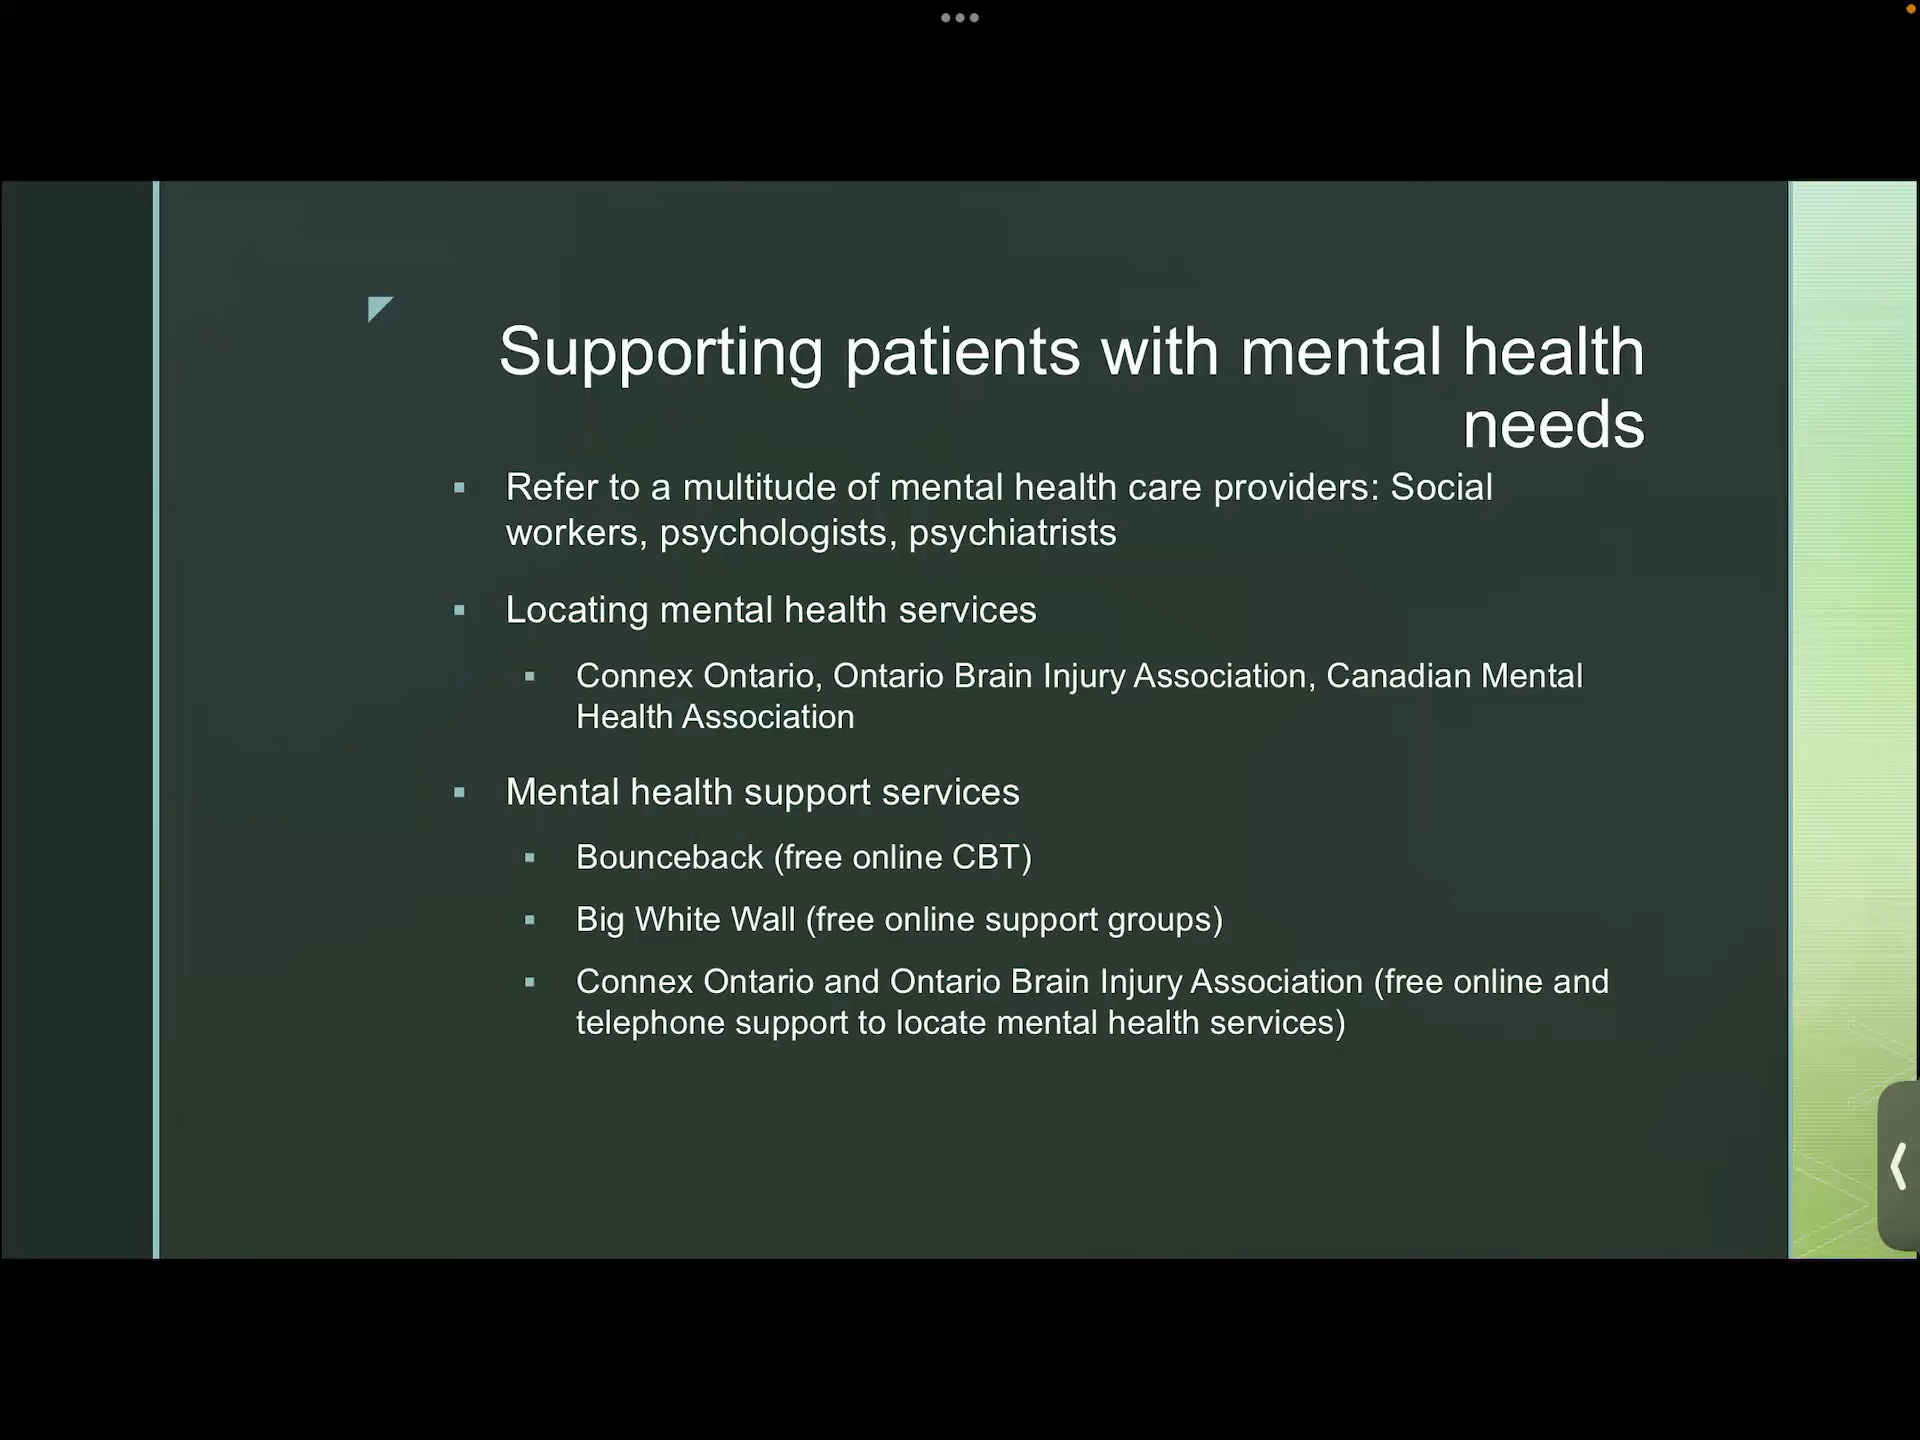 Supporting patients with mental health
needs
Refer to a multitude of mental health care providers: Social
workers, psychologists, psychiatrists
Locating mental health services
Connex Ontario, Ontario Brain Injury Association, Canadian Mental
Health Association
Mental health support services
Bounceback (free online CBT)
Big White Wall (free online support groups)
Connex Ontario and Ontario Brain Injury Association (free online and
telephone support to locate mental health services)